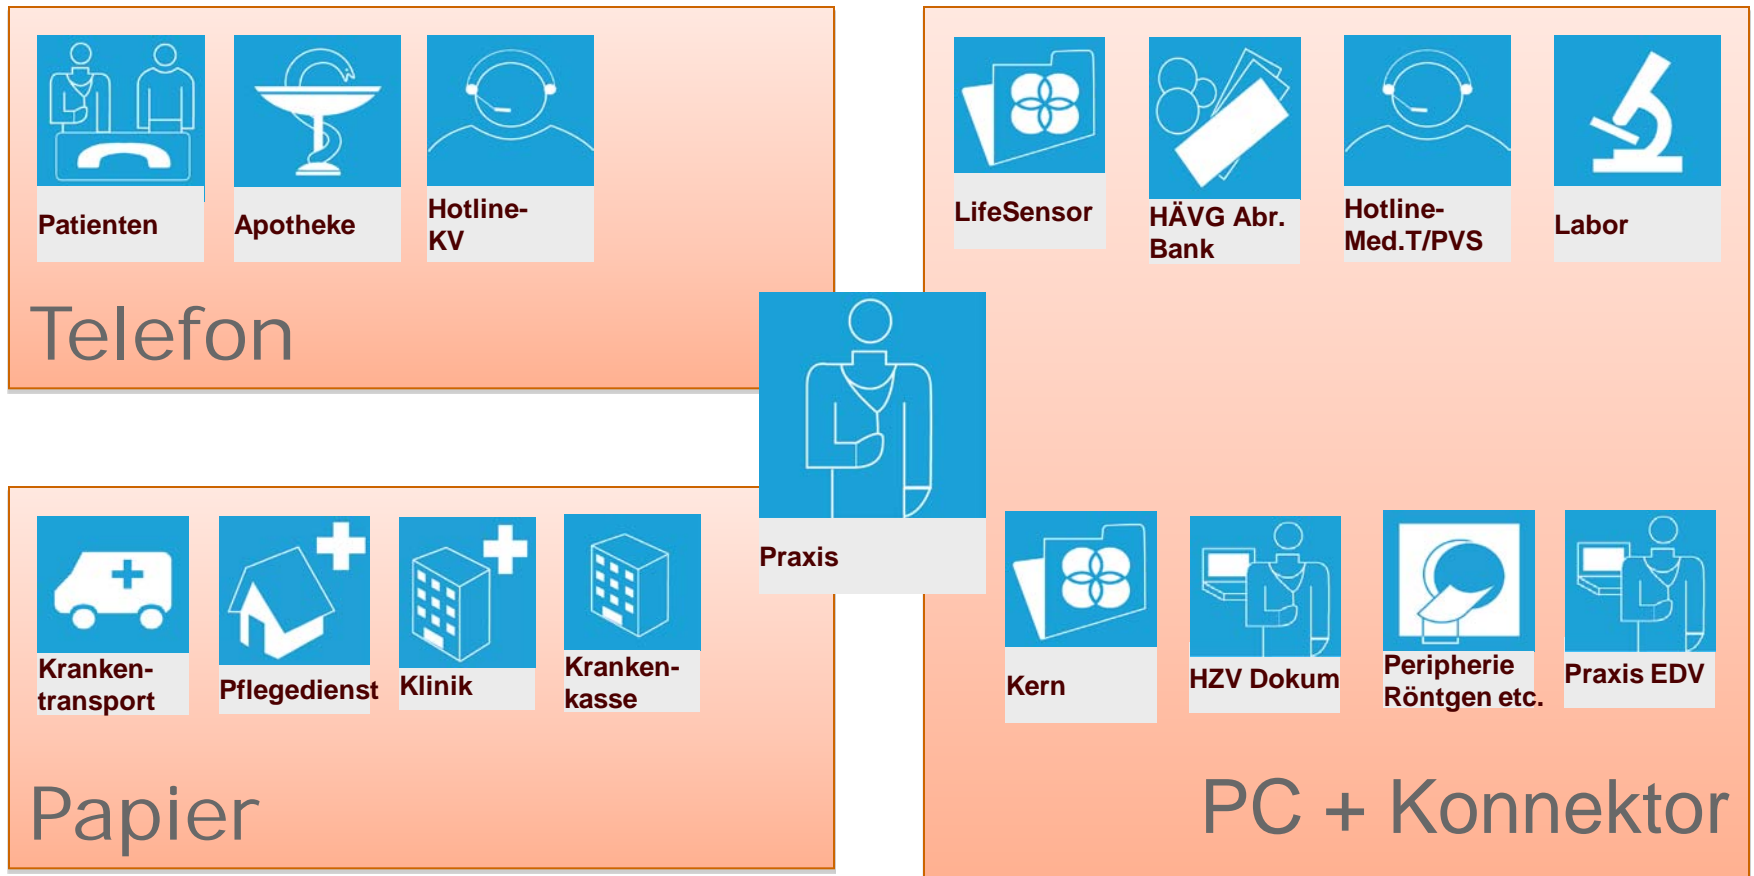 Patienten
Apotheke
Hotline-
KV
Telefon
LifeSensor
HÄVG Abr.
Bank
Hotline-
Med.T/PVS
Labor
Praxis
Kranken-
transport
Pflegedienst
Klinik
Kranken-
kasse
Papier
Kern
HZV Dokum
Peripherie
Röntgen etc.
Praxis EDV
PC + Konnektor